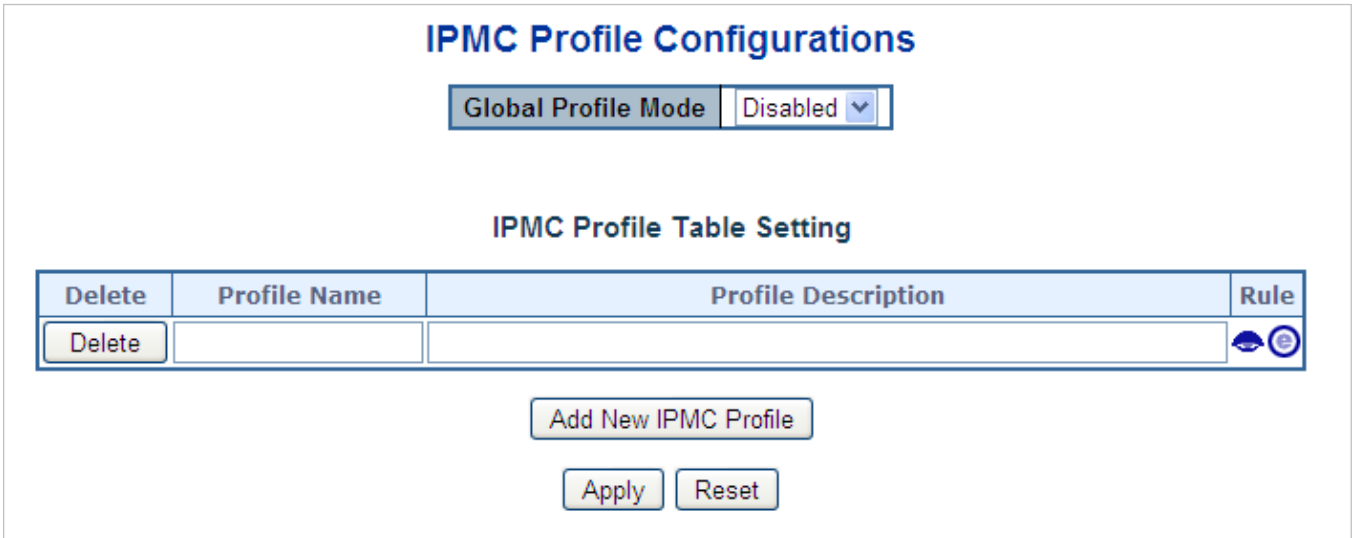 IPMC Profile Configurations
Global Profile Mode Disabled
IPMC Profile Table Setting
Delete Profile Name Profile Description Rule
Delete e
Add New IPMC Profile
Apply Reset